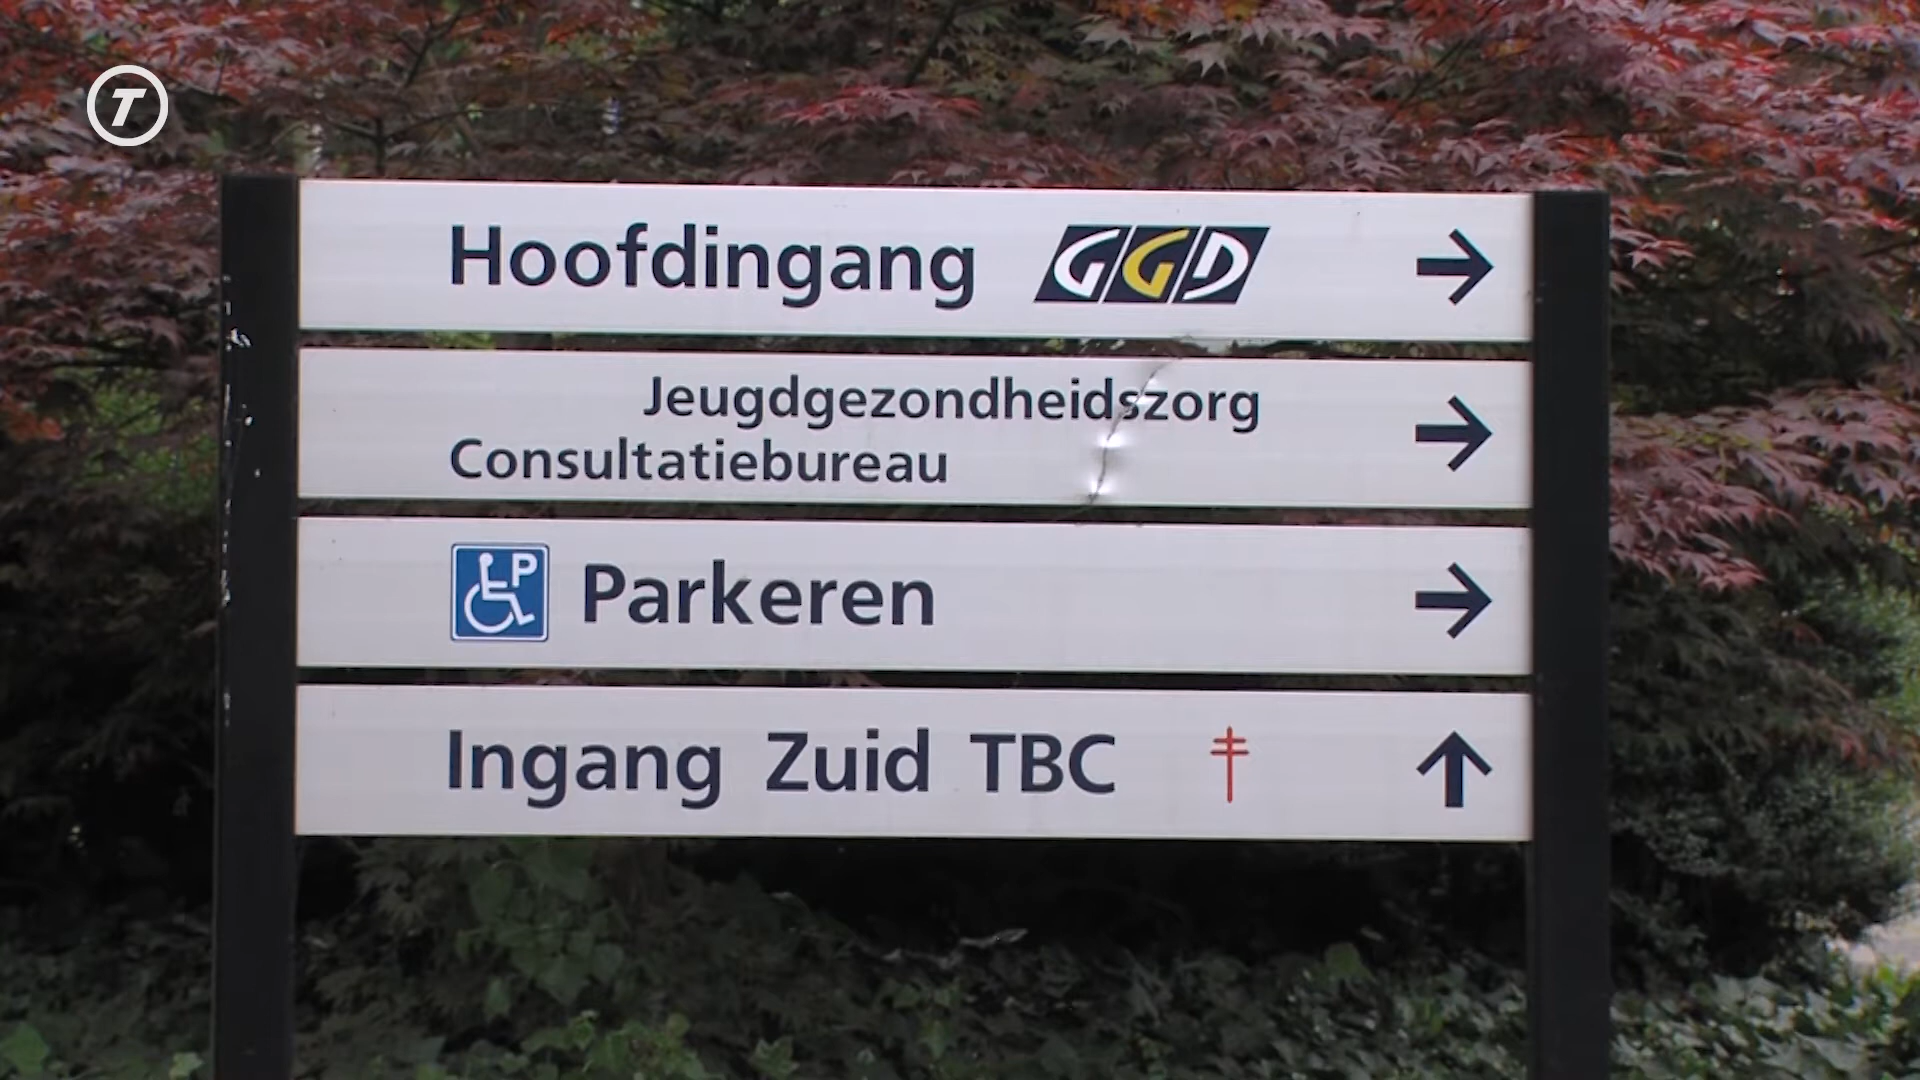 T
Hoofdingang GGD →
Jeugdgezondheidszorg →
Consultatiebureau
P Parkeren →
Ingang Zuid TBC ↑